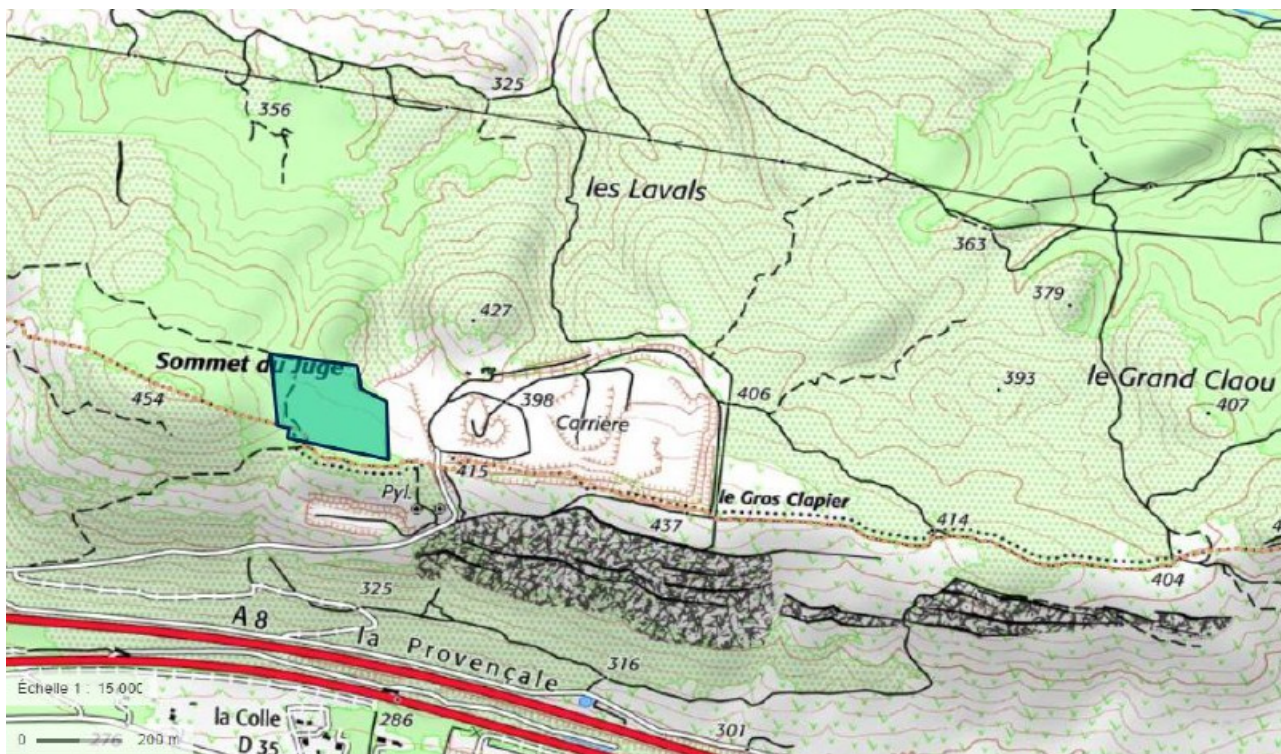 325
356
les Lavals
363
379
427
Sommet du Juge
454
398
406
393
le Grand Claou
407
Carrière
415
Pyl.
le Gros Clapier
437
414
404
325
A 8
la Provençale
316
Échelle 1 : 15 000
la Colle
286
301
D 35
0 276 200 m